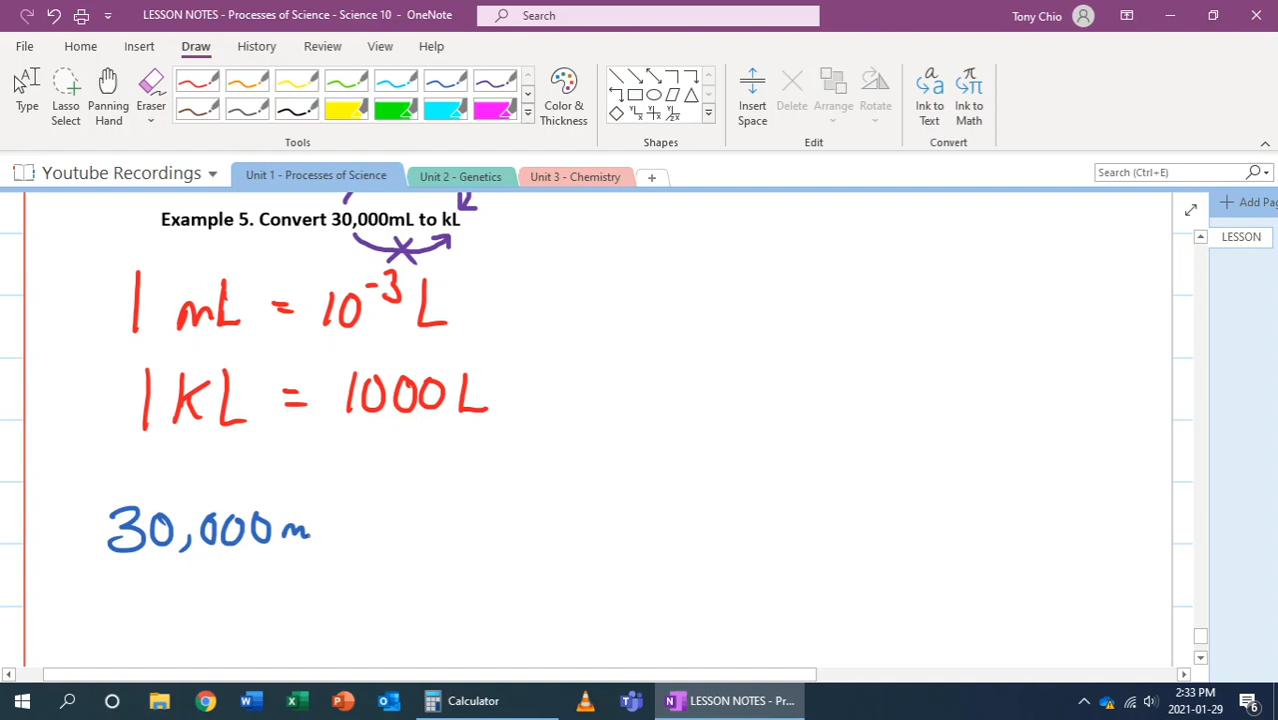 LESSON NOTES - Processes of Science - Science 10 - OneNote
Search
Tony Chio
File Home Insert Draw History Review View Help
Type
Lasso Select
Panning Hand
Eraser
Color & Thickness
Insert Space
Delete
Arrange
Rotate
Ink to Text
Ink to Math
Tools
Shapes
Edit
Convert
Youtube Recordings
Unit 1 - Processes of Science
Unit 2 - Genetics
Unit 3 - Chemistry
Search (Ctrl+E)
Example 5. Convert 30,000mL to kL
Add Pag
LESSON
1 mL = 10⁻³ L
1 KL = 1000 L
30,000 m
Calculator
LESSON NOTES - Pr...
2:33 PM
2021-01-29
6